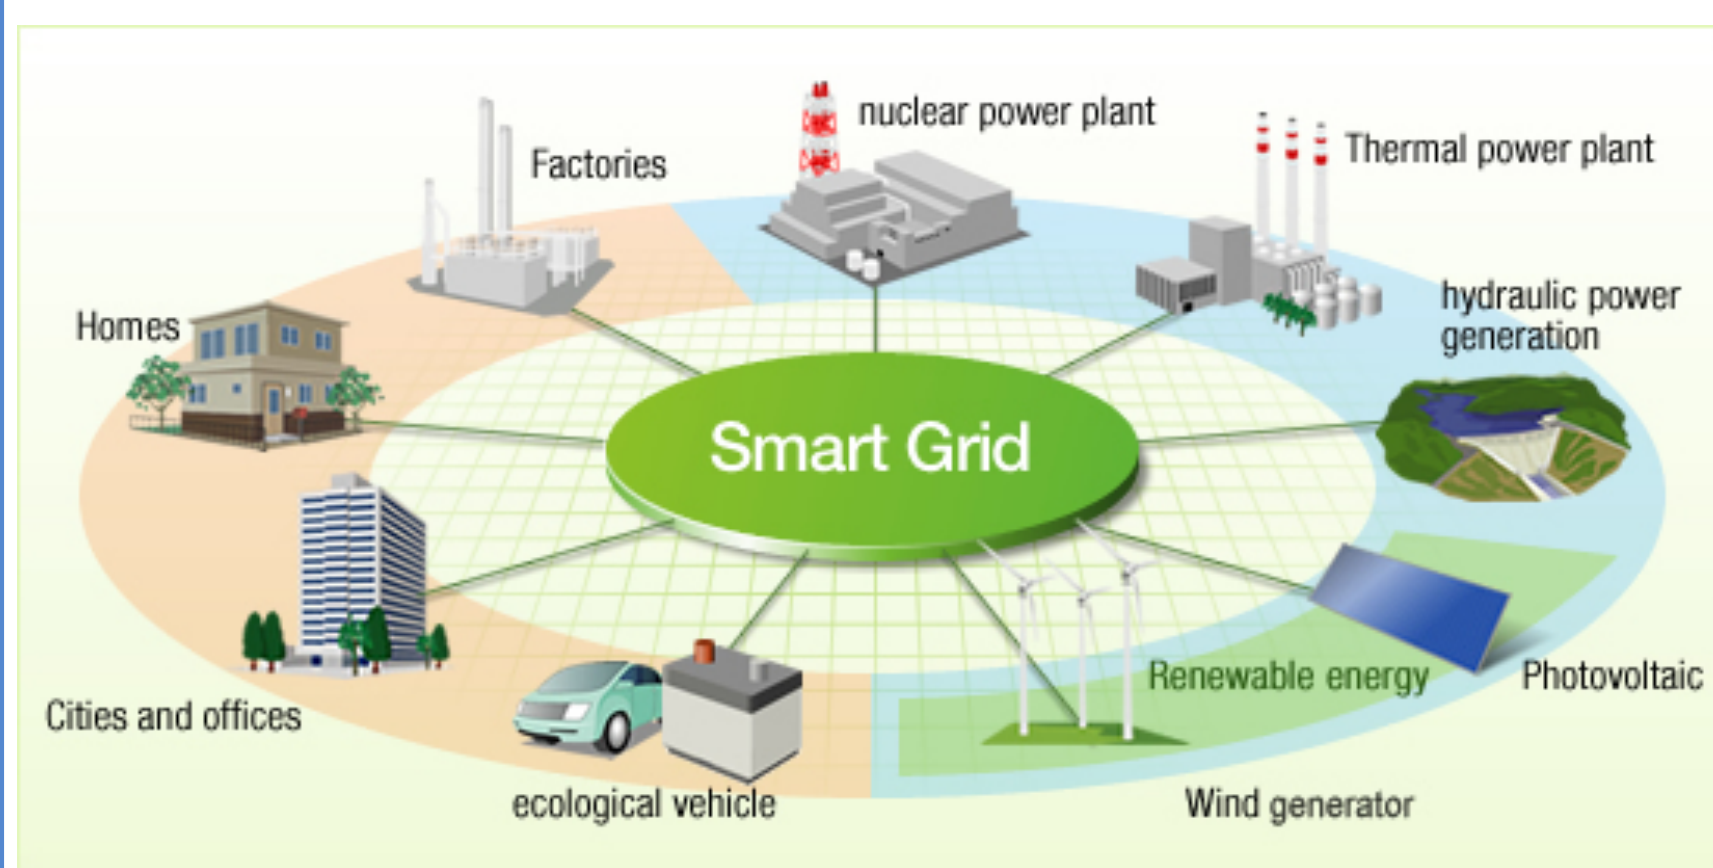 nuclear power plant
Factories
Thermal power plant
hydraulic power
generation
Homes
Smart Grid
Renewable energy
Photovoltaic
Cities and offices
ecological vehicle
Wind generator